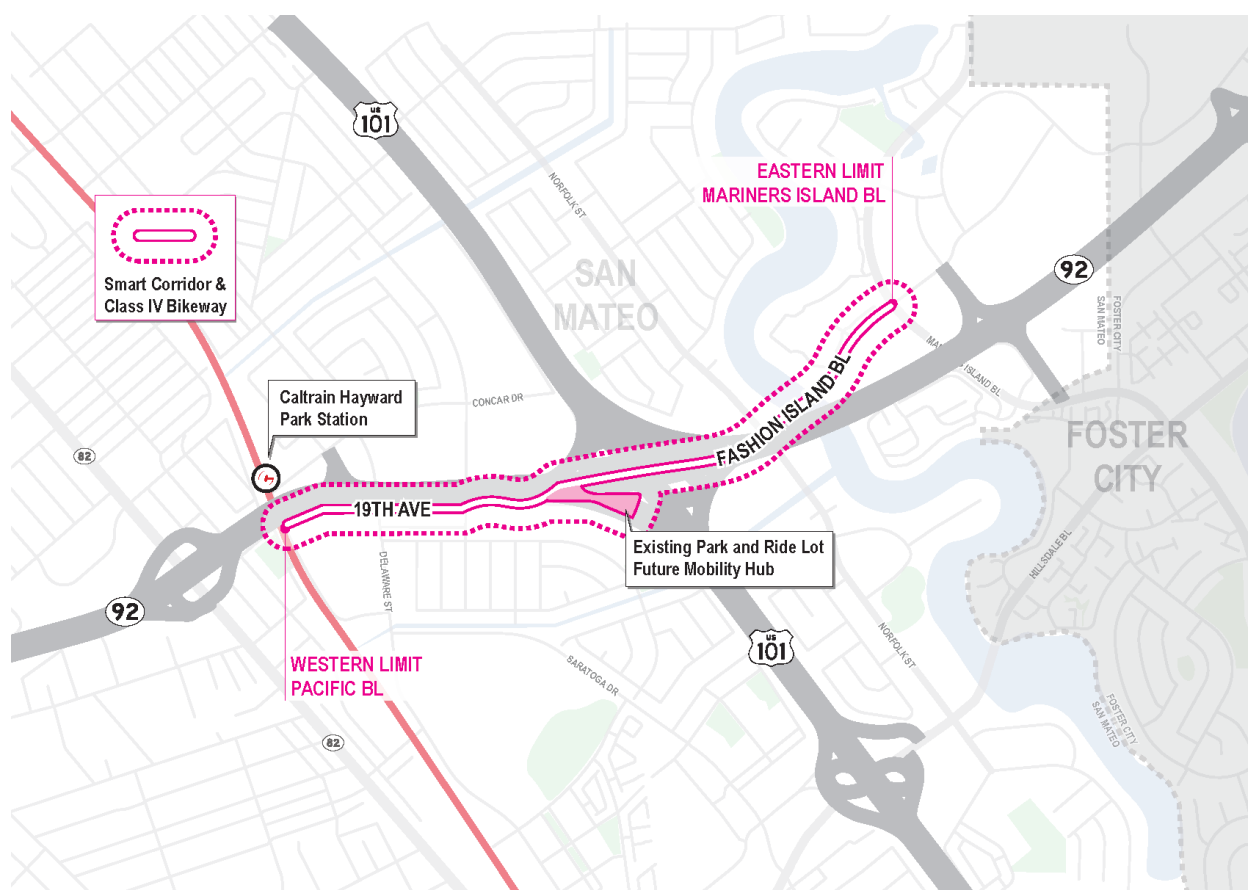 US
101
NORFOLK ST
EASTERN LIMIT
MARINERS ISLAND BL
SAN
MATEO
92
Smart Corridor &
Class IV Bikeway
FOSTER CITY
SAN MATEO
MARINERS ISLAND BL
Caltrain Hayward
Park Station
CONCAR DR
FASHION ISLAND BL
FOSTER
CITY
82
19TH AVE
Existing Park and Ride Lot
Future Mobility Hub
DELAWARE ST
HILLSDALE BL
92
US
101
NORFOLK ST
WESTERN LIMIT
PACIFIC BL
SARATOGA DR
FOSTER CITY
SAN MATEO
82